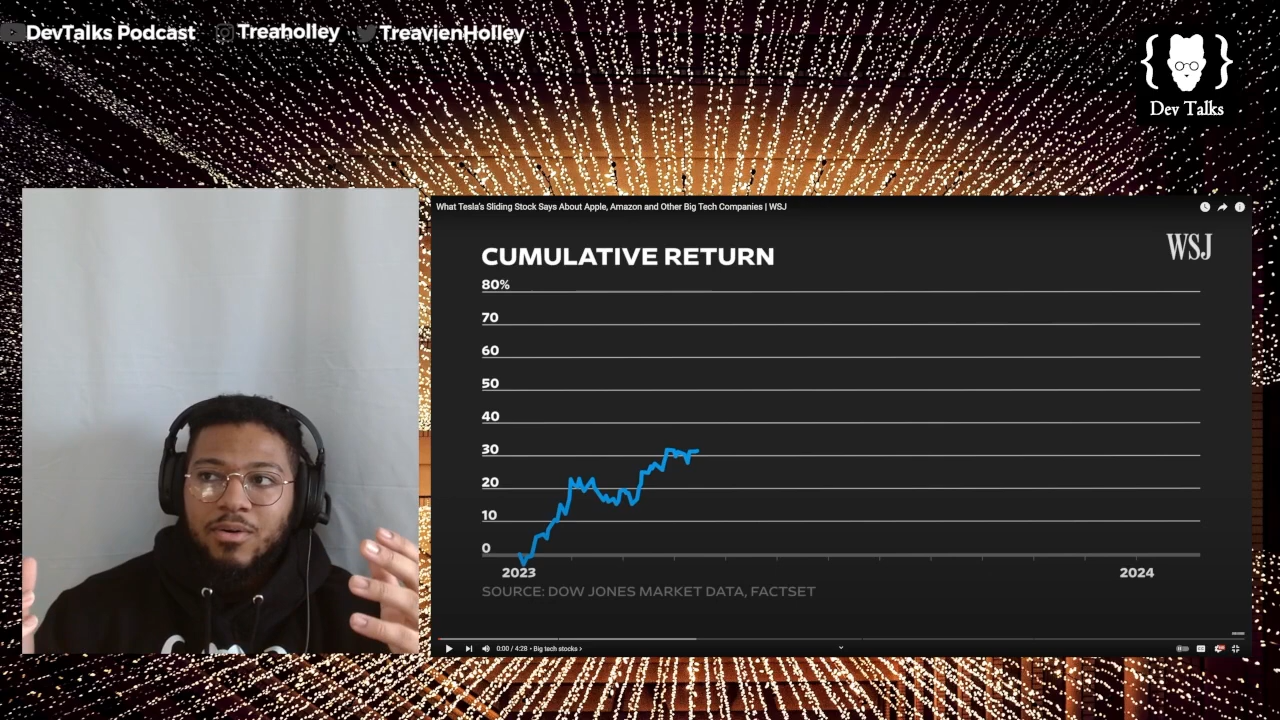 DevTalks Podcast Treaholley TreavienHolley
{ }
Dev Talks
What Tesla's Sliding Stock Says About Apple, Amazon and Other Big Tech Companies | WSJ
CUMULATIVE RETURN
WSJ
80%
70
60
50
40
30
20
10
0
2023 2024
SOURCE: DOW JONES MARKET DATA, FACTSET
0:00 / 4:28 • Big tech stocks ›